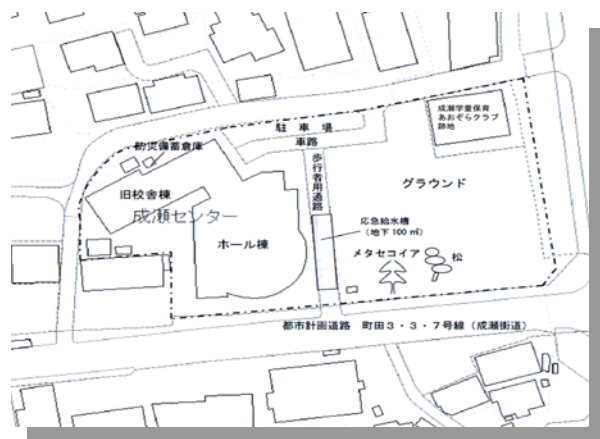 成瀬学童保育
あおぞらクラブ
跡地
駐車場
防災備蓄倉庫
車路
歩行者用通路
グラウンド
旧校舎棟
成瀬センター
応急給水槽
(地下100㎥)
ホール棟
メタセコイア
松
都市計画道路 町田3・3・7号線(成瀬街道)